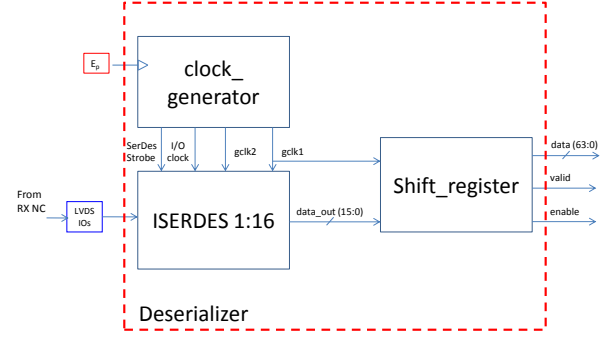 Ep
clock_
generator
SerDes
Strobe
I/O
clock
gclk2
gclk1
data (63:0)
valid
enable
Shift_register
From
RX NC
LVDS
IOs
ISERDES 1:16
data_out (15:0)
Deserializer